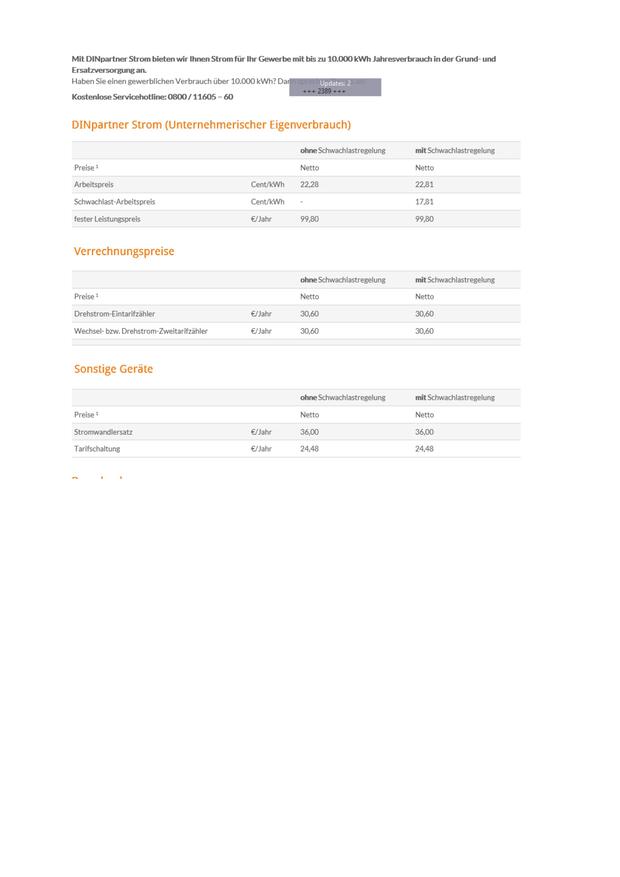 Mit DINpartner Strom bieten wir Ihnen Strom für Ihr Gewerbe mit bis zu 10.000 kWh Jahresverbrauch in der Grund- und
Ersatzversorgung an.
Haben Sie einen gewerblichen Verbrauch über 10.000 kWh?
Updates: 2
+++ 2389 +++
Kostenlose Servicehotline: 0800 / 11605 – 60
DINpartner Strom (Unternehmerischer Eigenverbrauch)
ohne Schwachlastregelung mit Schwachlastregelung
Preise ¹ Netto Netto
Arbeitspreis Cent/kWh 22,28 22,81
Schwachlast-Arbeitspreis Cent/kWh - 17,81
fester Leistungspreis €/Jahr 99,80 99,80
Verrechnungspreise
ohne Schwachlastregelung mit Schwachlastregelung
Preise ¹ Netto Netto
Drehstrom-Eintarifzähler €/Jahr 30,60 30,60
Wechsel- bzw. Drehstrom-Zweitarifzähler €/Jahr 30,60 30,60
Sonstige Geräte
ohne Schwachlastregelung mit Schwachlastregelung
Preise ¹ Netto Netto
Stromwandlersatz €/Jahr 36,00 36,00
Tarifschaltung €/Jahr 24,48 24,48